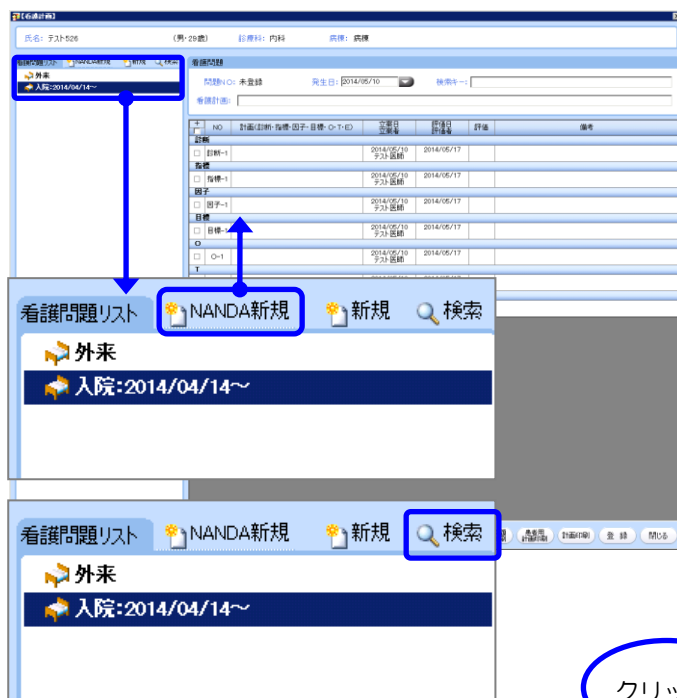 【看護計画】
氏名: テスト526 (男・29歳) 診療科: 内科 病棟: 病棟
看護問題リスト NANDA新規 新規 検索
外来
入院:2014/04/14～
看護問題
問題NO: 未登録 発生日: 2014/05/10 検索キー:
看護計画:
NO 計画(診断・指標・因子・目標・O・T・E) 立案日 立案者 評価日 評価者 評価 備考
診断
診断-1 2014/05/10 テスト医師 2014/05/17
指標
指標-1 2014/05/10 テスト医師 2014/05/17
因子
因子-1 2014/05/10 テスト医師 2014/05/17
目標
目標-1 2014/05/10 テスト医師 2014/05/17
O
O-1 2014/05/10 テスト医師 2014/05/17
T
看護問題リスト NANDA新規 新規 検索
外来
入院:2014/04/14～
患者用 計画印刷 計画印刷 登 録 閉じる
看護問題リスト NANDA新規 新規 検索
外来
入院:2014/04/14～
クリッ